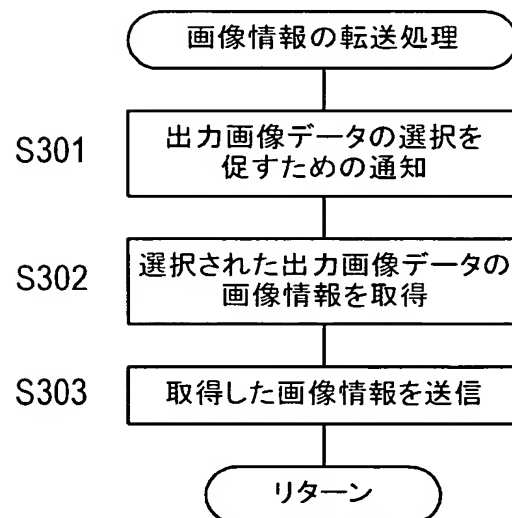 画像情報の転送処理
S301
出力画像データの選択を
促すための通知
S302
選択された出力画像データの
画像情報を取得
S303
取得した画像情報を送信
リターン